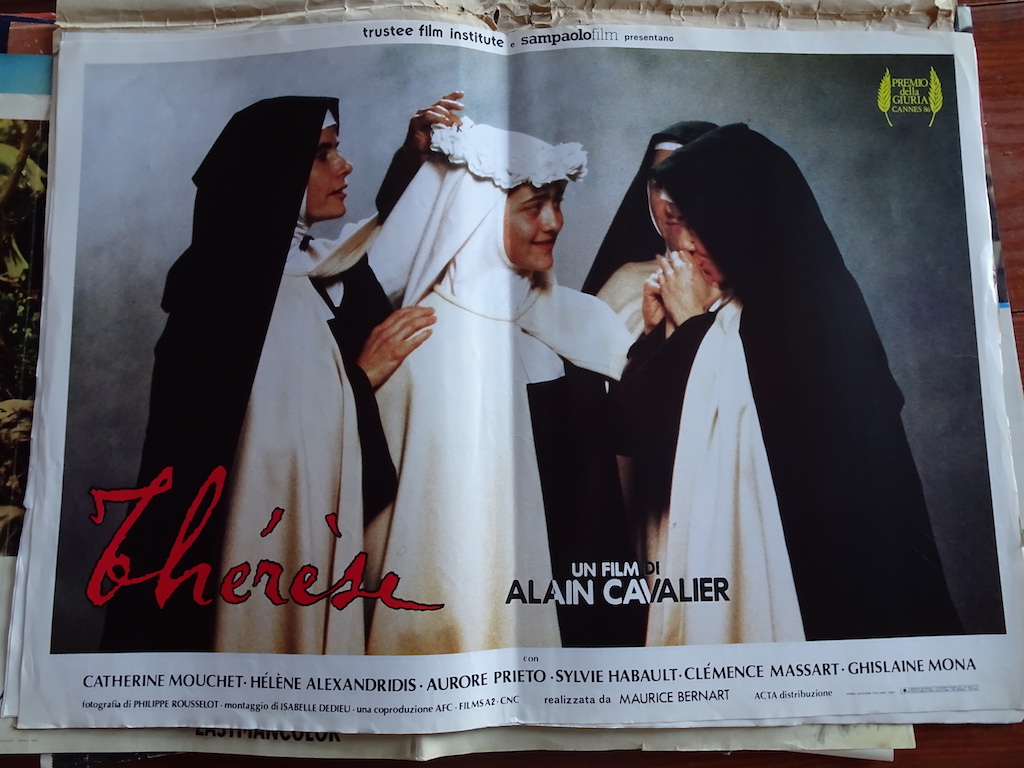 trustee film institute e sampaolofilm presentano
PREMIO
della
GIURIA
CANNES 86
Thérèse
UN FILM DI
ALAIN CAVALIER
con
CATHERINE MOUCHET · HÉLÈNE ALEXANDRIDIS · AURORE PRIETO · SYLVIE HABAULT · CLÉMENCE MASSART · GHISLAINE MONA
fotografia di PHILIPPE ROUSSELOT - montaggio di ISABELLE DEDIEU - una coproduzione AFC - FILMS A2 - CNC realizzata da MAURICE BERNART ACTA distribuzione
EASTMANCOLOR